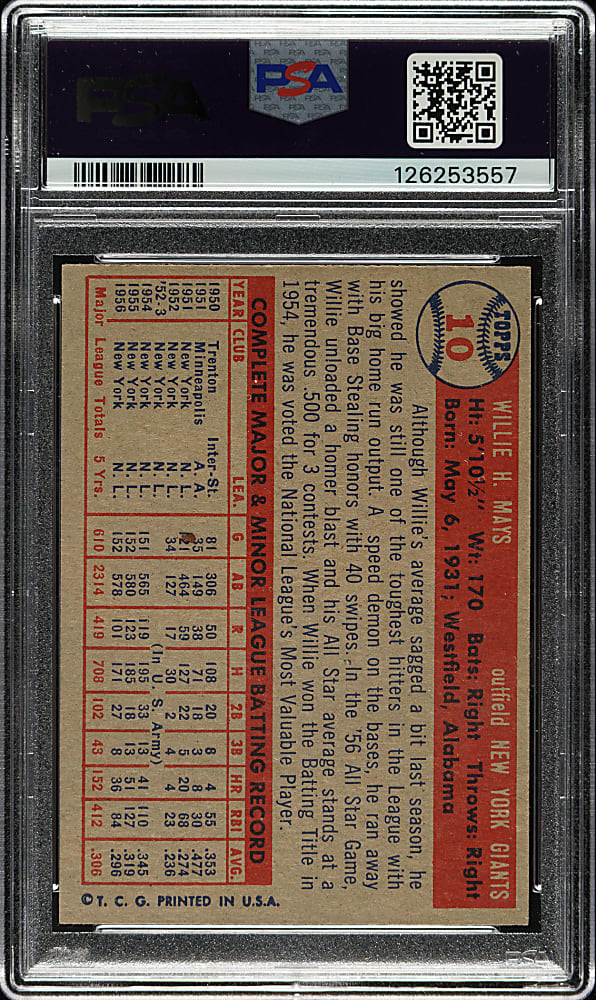 PSA
PSA
126253557
TOPPS
10
WILLIE H. MAYS outfield NEW YORK GIANTS
Ht: 5'10½" Wt: 170 Bats: Right Throws: Right
Born: May 6, 1931, Westfield, Alabama
Although Willie's average sagged a bit last season, he
showed he was still one of the toughest hitters in the League with
his big home run output. A speed demon on the bases, he ran away
with Base Stealing honors with 40 swipes. In the '56 All Star Game,
Willie unloaded a homer blast and his All Star average stands at a
tremendous .500 for 3 contests. When Willie won the Batting Title in
1954, he was voted the National League's Most Valuable Player.
COMPLETE MAJOR & MINOR LEAGUE BATTING RECORD
YEAR CLUB LEA. G AB R H 2B 3B HR RBI AVG.
1950 Trenton Inter-St. 81 306 50 108 20 8 4 55 .353
1951 Minneapolis A. A. 35 149 38 71 18 3 8 30 .477
1951 New York N. L. 121 464 59 127 22 5 20 68 .274
1952 New York N. L. 34 127 17 30 2 4 4 23 .236
'52-3 (In U. S. Army)
1954 New York N. L. 151 565 119 195 33 13 41 110 .345
1955 New York N. L. 152 580 123 185 18 13 51 127 .319
1956 New York N. L. 152 578 101 171 27 8 36 84 .296
Major League Totals 5 Yrs. 610 2314 419 708 102 43 152 412 .306
© T. C. G. PRINTED IN U.S.A.
PSA